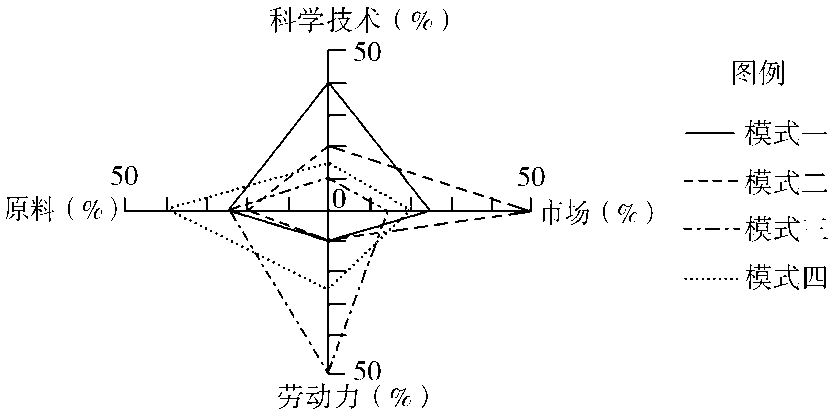 科学技术（%）
50
图例
模式一
50
50
模式二
原料（%）
0
市场（%）
模式三
模式四
50
劳动力（%）